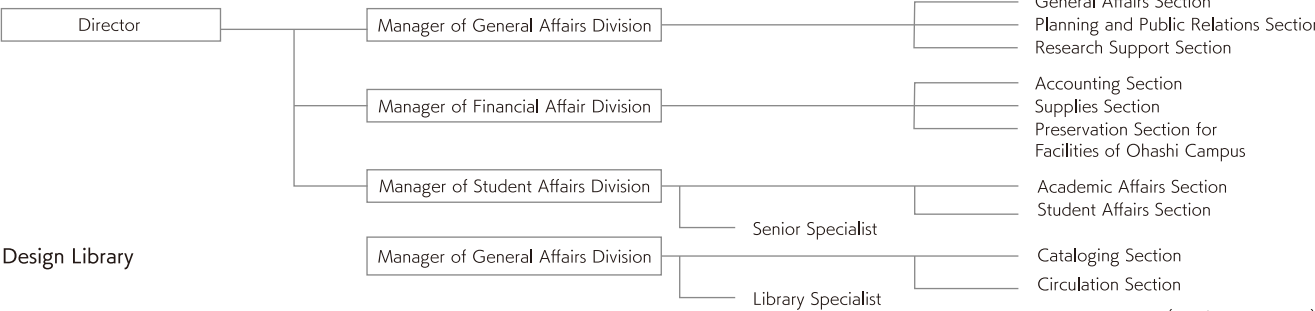 General Affairs Section
Director
Manager of General Affairs Division
Planning and Public Relations Section
Research Support Section
Accounting Section
Manager of Financial Affair Division
Supplies Section
Preservation Section for
Facilities of Ohashi Campus
Manager of Student Affairs Division
Academic Affairs Section
Student Affairs Section
Senior Specialist
Design Library
Manager of General Affairs Division
Cataloging Section
Circulation Section
Library Specialist